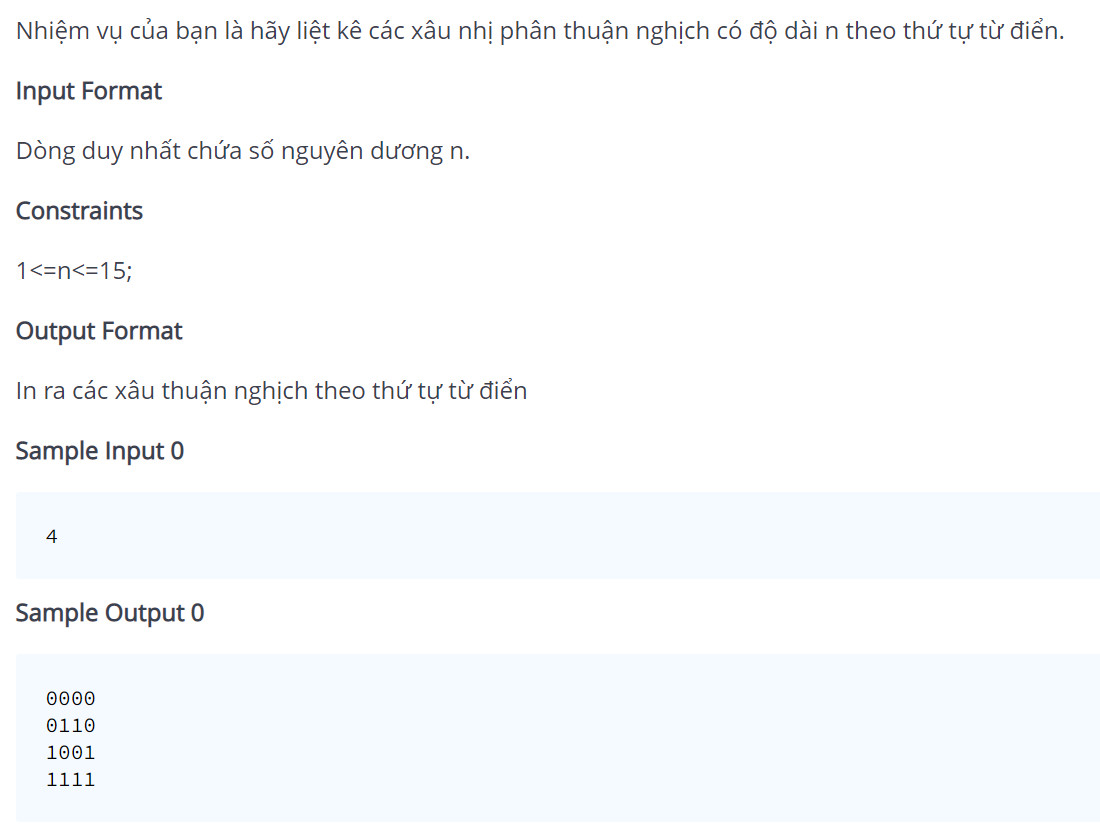 Nhiệm vụ của bạn là hãy liệt kê các xâu nhị phân thuận nghịch có độ dài n theo thứ tự từ điển.
Input Format
Dòng duy nhất chứa số nguyên dương n.
Constraints
1<=n<=15;
Output Format
In ra các xâu thuận nghịch theo thứ tự từ điển
Sample Input 0
4
Sample Output 0
0000
0110
1001
1111